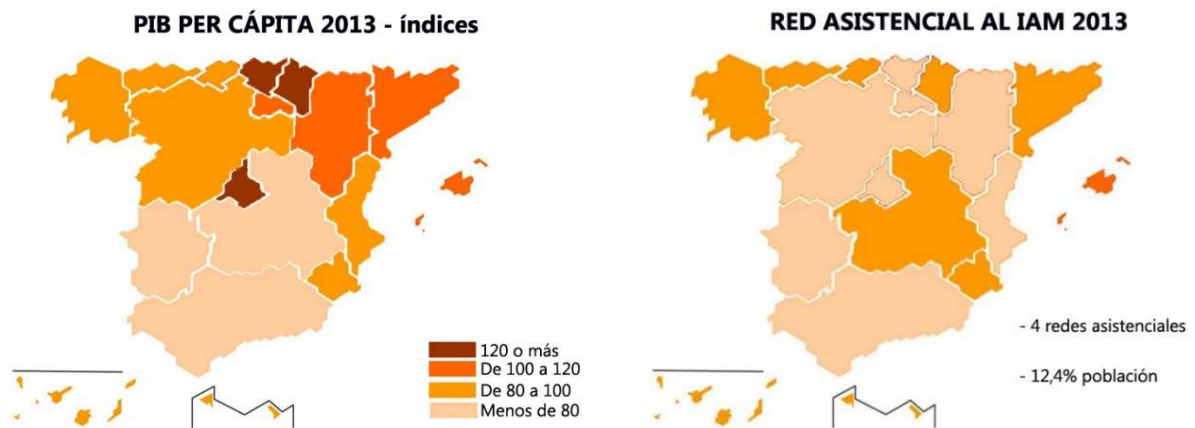 PIB PER CÁPITA 2013 - índices
120 o más
De 100 a 120
De 80 a 100
Menos de 80
RED ASISTENCIAL AL IAM 2013
- 4 redes asistenciales
- 12,4% población